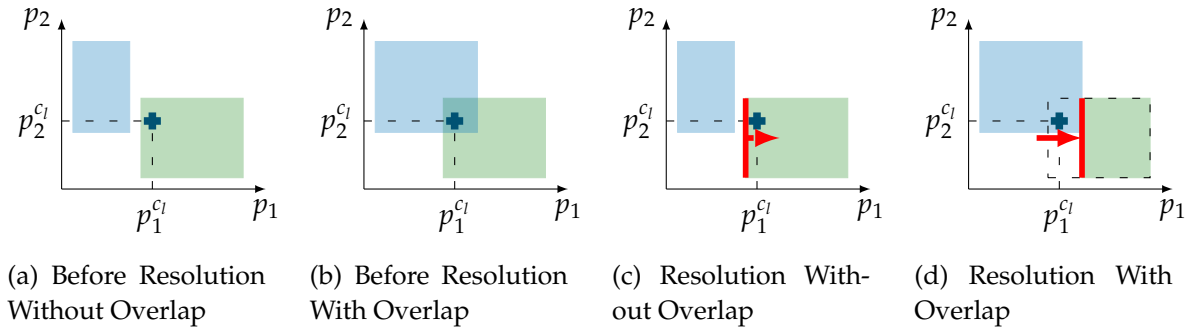 p₂ p₂ p₂ p₂
p₂^{c_l} p₂^{c_l} p₂^{c_l} p₂^{c_l}
p₁^{c_l} p₁ p₁^{c_l} p₁ p₁^{c_l} p₁ p₁^{c_l} p₁
(a) Before Resolution
Without Overlap
(b) Before Resolution
With Overlap
(c) Resolution With-
out Overlap
(d) Resolution With
Overlap